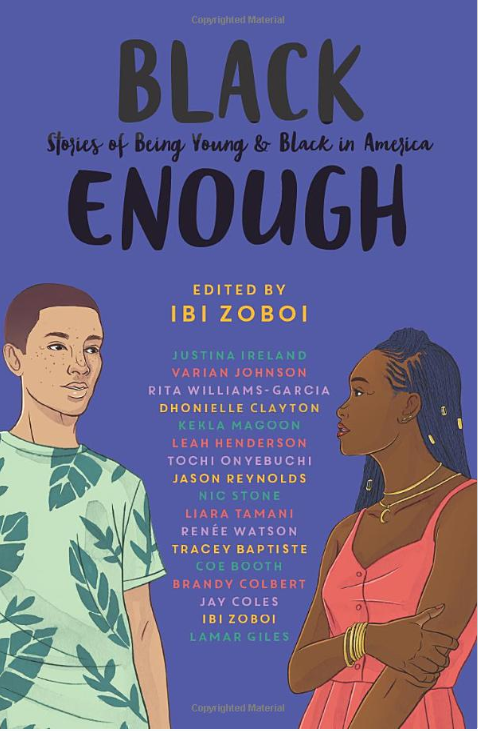 Copyrighted Material
BLACK
Stories of Being Young & Black in America
ENOUGH
EDITED BY
IBI ZOBOI
JUSTINA IRELAND
VARIAN JOHNSON
RITA WILLIAMS-GARCIA
DHONIELLE CLAYTON
KEKLA MAGOON
LEAH HENDERSON
TOCHI ONYEBUCHI
JASON REYNOLDS
NIC STONE
LIARA TAMANI
RENÉE WATSON
TRACEY BAPTISTE
COE BOOTH
BRANDY COLBERT
JAY COLES
IBI ZOBOI
LAMAR GILES
Copyrighted Material